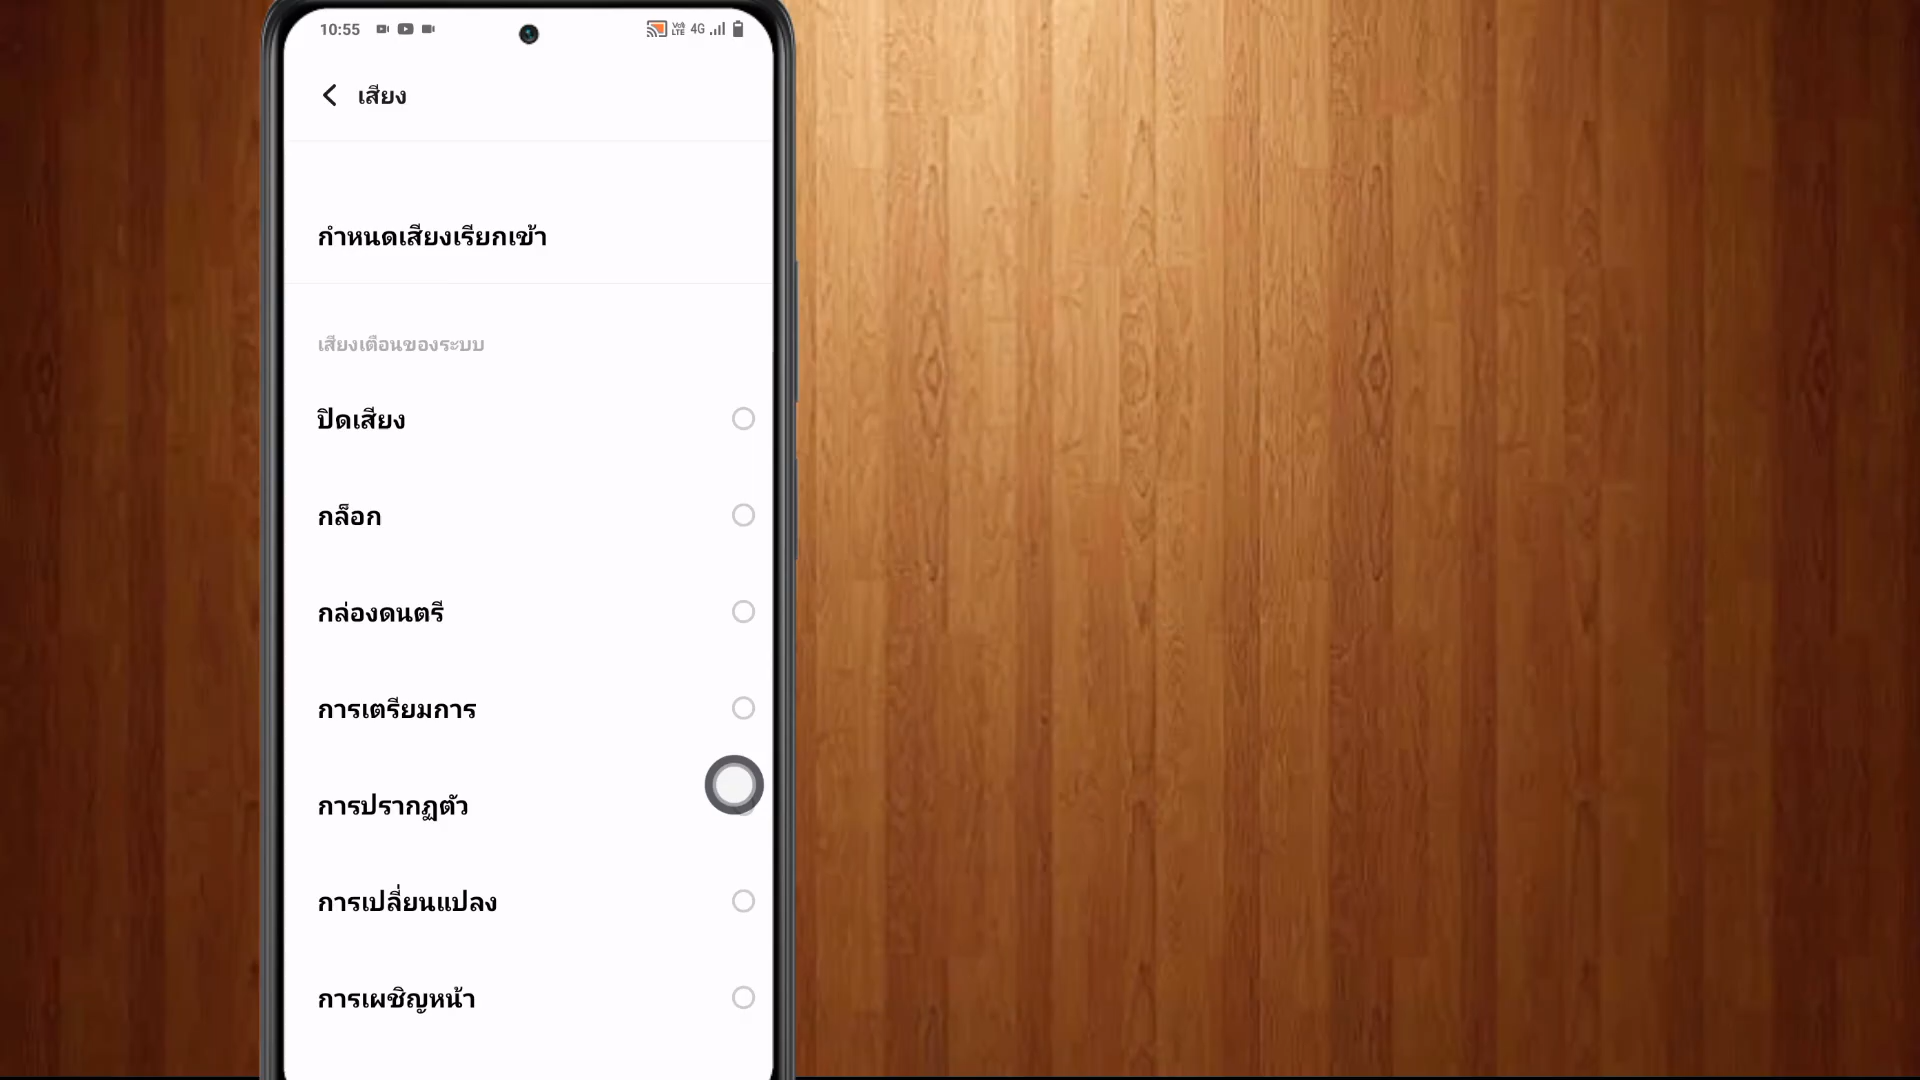 10:55
Vo) LTE 4G
เสียง
กำหนดเสียงเรียกเข้า
เสียงเตือนของระบบ
ปิดเสียง
กล็อก
กล่องดนตรี
การเตรียมการ
การปรากฏตัว
การเปลี่ยนแปลง
การเผชิญหน้า